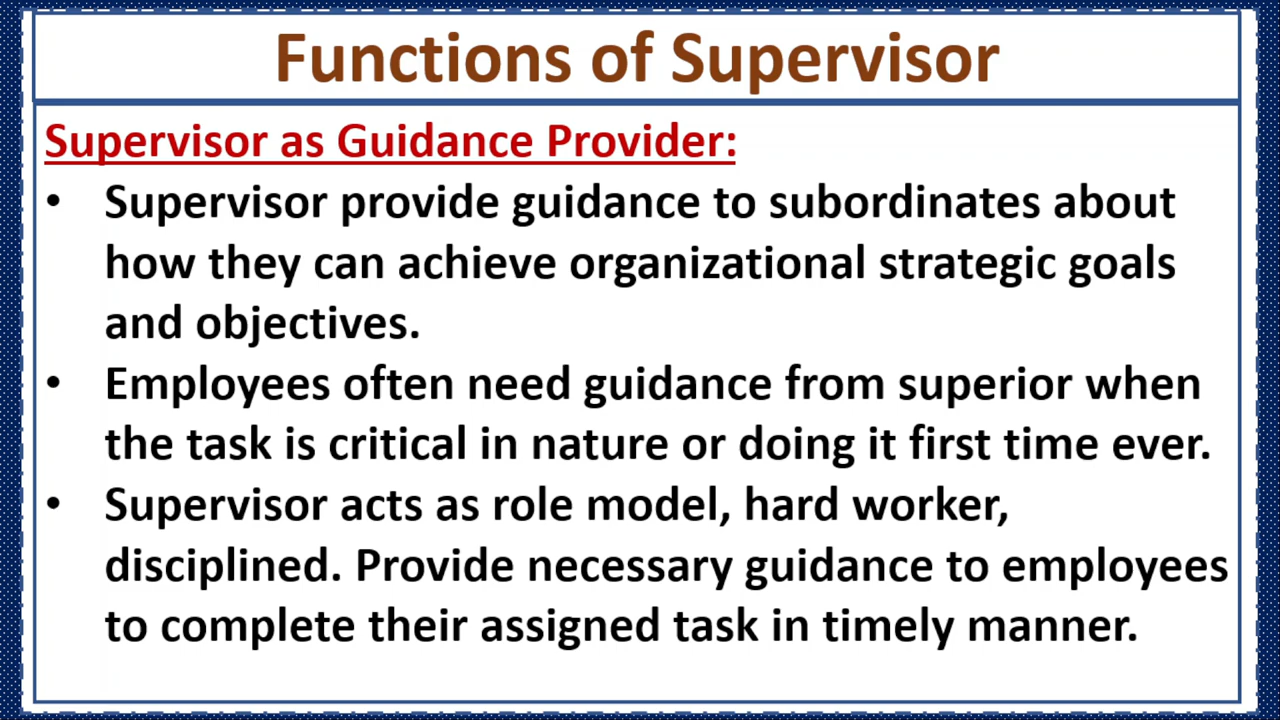 Functions of Supervisor
Supervisor as Guidance Provider:
• Supervisor provide guidance to subordinates about
how they can achieve organizational strategic goals
and objectives.
• Employees often need guidance from superior when
the task is critical in nature or doing it first time ever.
• Supervisor acts as role model, hard worker,
disciplined. Provide necessary guidance to employees
to complete their assigned task in timely manner.